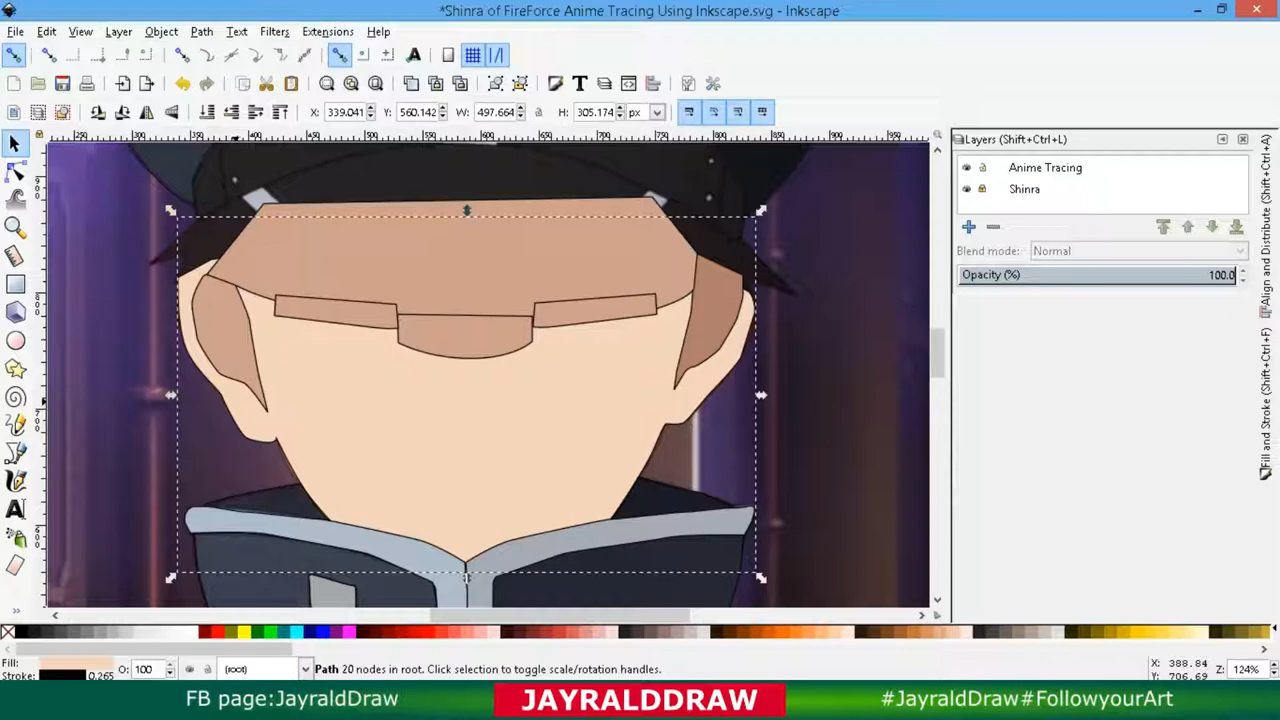 *Shinra of FireForce Anime Tracing Using Inkscape.svg - Inkscape
File Edit View Layer Object Path Text Filters Extensions Help
X: 339.041 Y: 560.142 W: 497.664 H: 305.174 px
Layers (Shift+Ctrl+L)
Anime Tracing
Shinra
Blend mode: Normal
Opacity (%) 100.0
Align and Distribute (Shift+Ctrl+A)
Fill and Stroke (Shift+Ctrl+F)
Fill: O: 100 (root) Path 20 nodes in root. Click selection to toggle scale/rotation handles. X: 388.84 Z: 124%
Stroke: 0.265 Y: 706.69
FB page:JayraldDraw JAYRALDDRAW #JayraldDraw#FollowyourArt